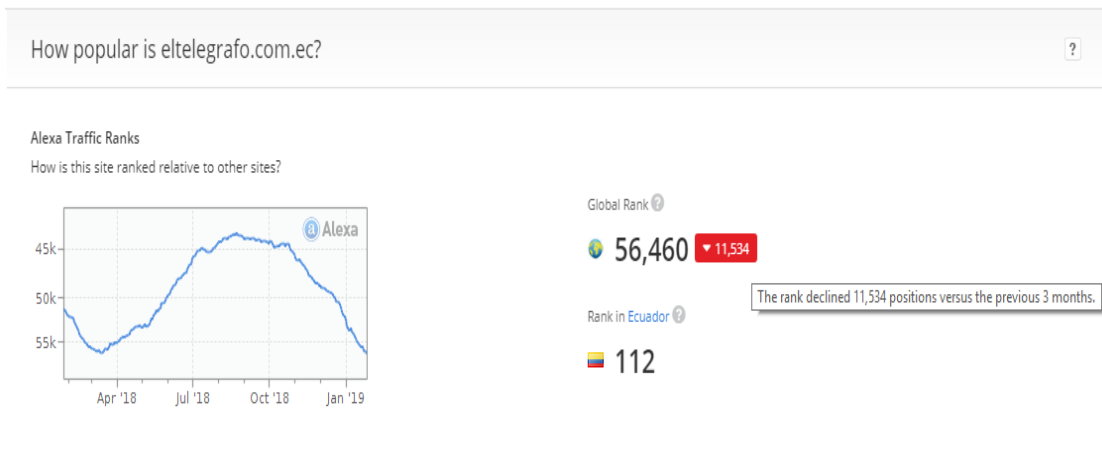 How popular is eltelegrafo.com.ec?
?
Alexa Traffic Ranks
How is this site ranked relative to other sites?
a Alexa
45k
50k
55k
Apr '18 Jul '18 Oct '18 Jan '19
Global Rank ?
56,460 ▼ 11,534
The rank declined 11,534 positions versus the previous 3 months.
Rank in Ecuador ?
112